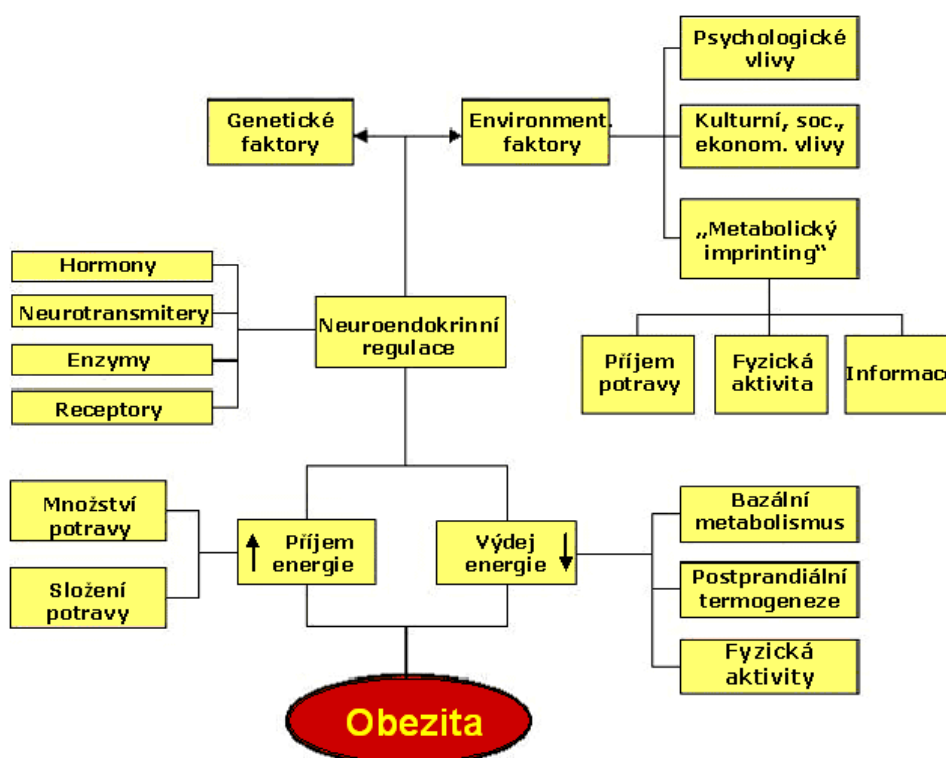 Psychologické
vlivy
Genetické
faktory
Environment.
faktory
Kulturní, soc.,
ekonom. vlivy
„Metabolický
imprinting“
Hormony
Neurotransmitery
Enzymy
Receptory
Neuroendokrinní
regulace
Příjem
potravy
Fyzická
aktivita
Informace
Množství
potravy
Složení
potravy
Příjem
energie
Výdej
energie
Bazální
metabolismus
Postprandiální
termogeneze
Fyzická
aktivity
Obezita